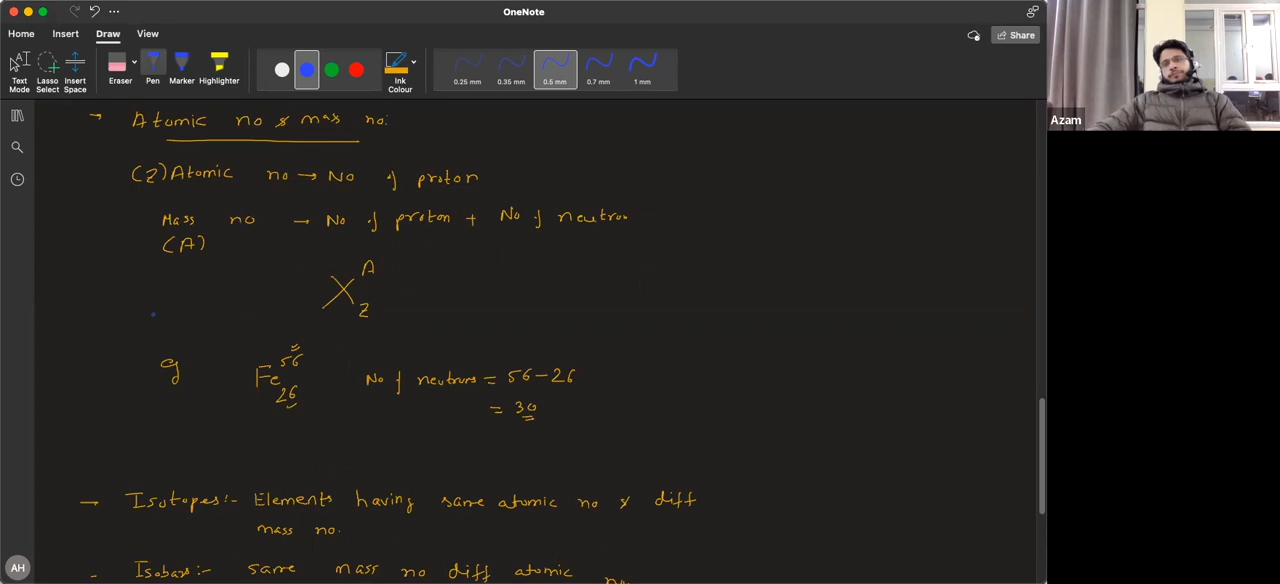 OneNote
Home Insert Draw View
Share
Text Mode
Lasso Select
Insert Space
Eraser
Pen
Marker
Highlighter
Ink Colour
0.25 mm
0.35 mm
0.5 mm
0.7 mm
1 mm
Azam
→ Atomic no & mass no:
(Z) Atomic no → No of proton
Mass no → No of proton + No of neutron
(A)
X A Z
eg Fe 56 26 No of neutrons = 56 - 26
= 30
→ Isotopes:- Elements having same atomic no & diff
mass no.
- Isobars:- same mass no diff atomic no
AH